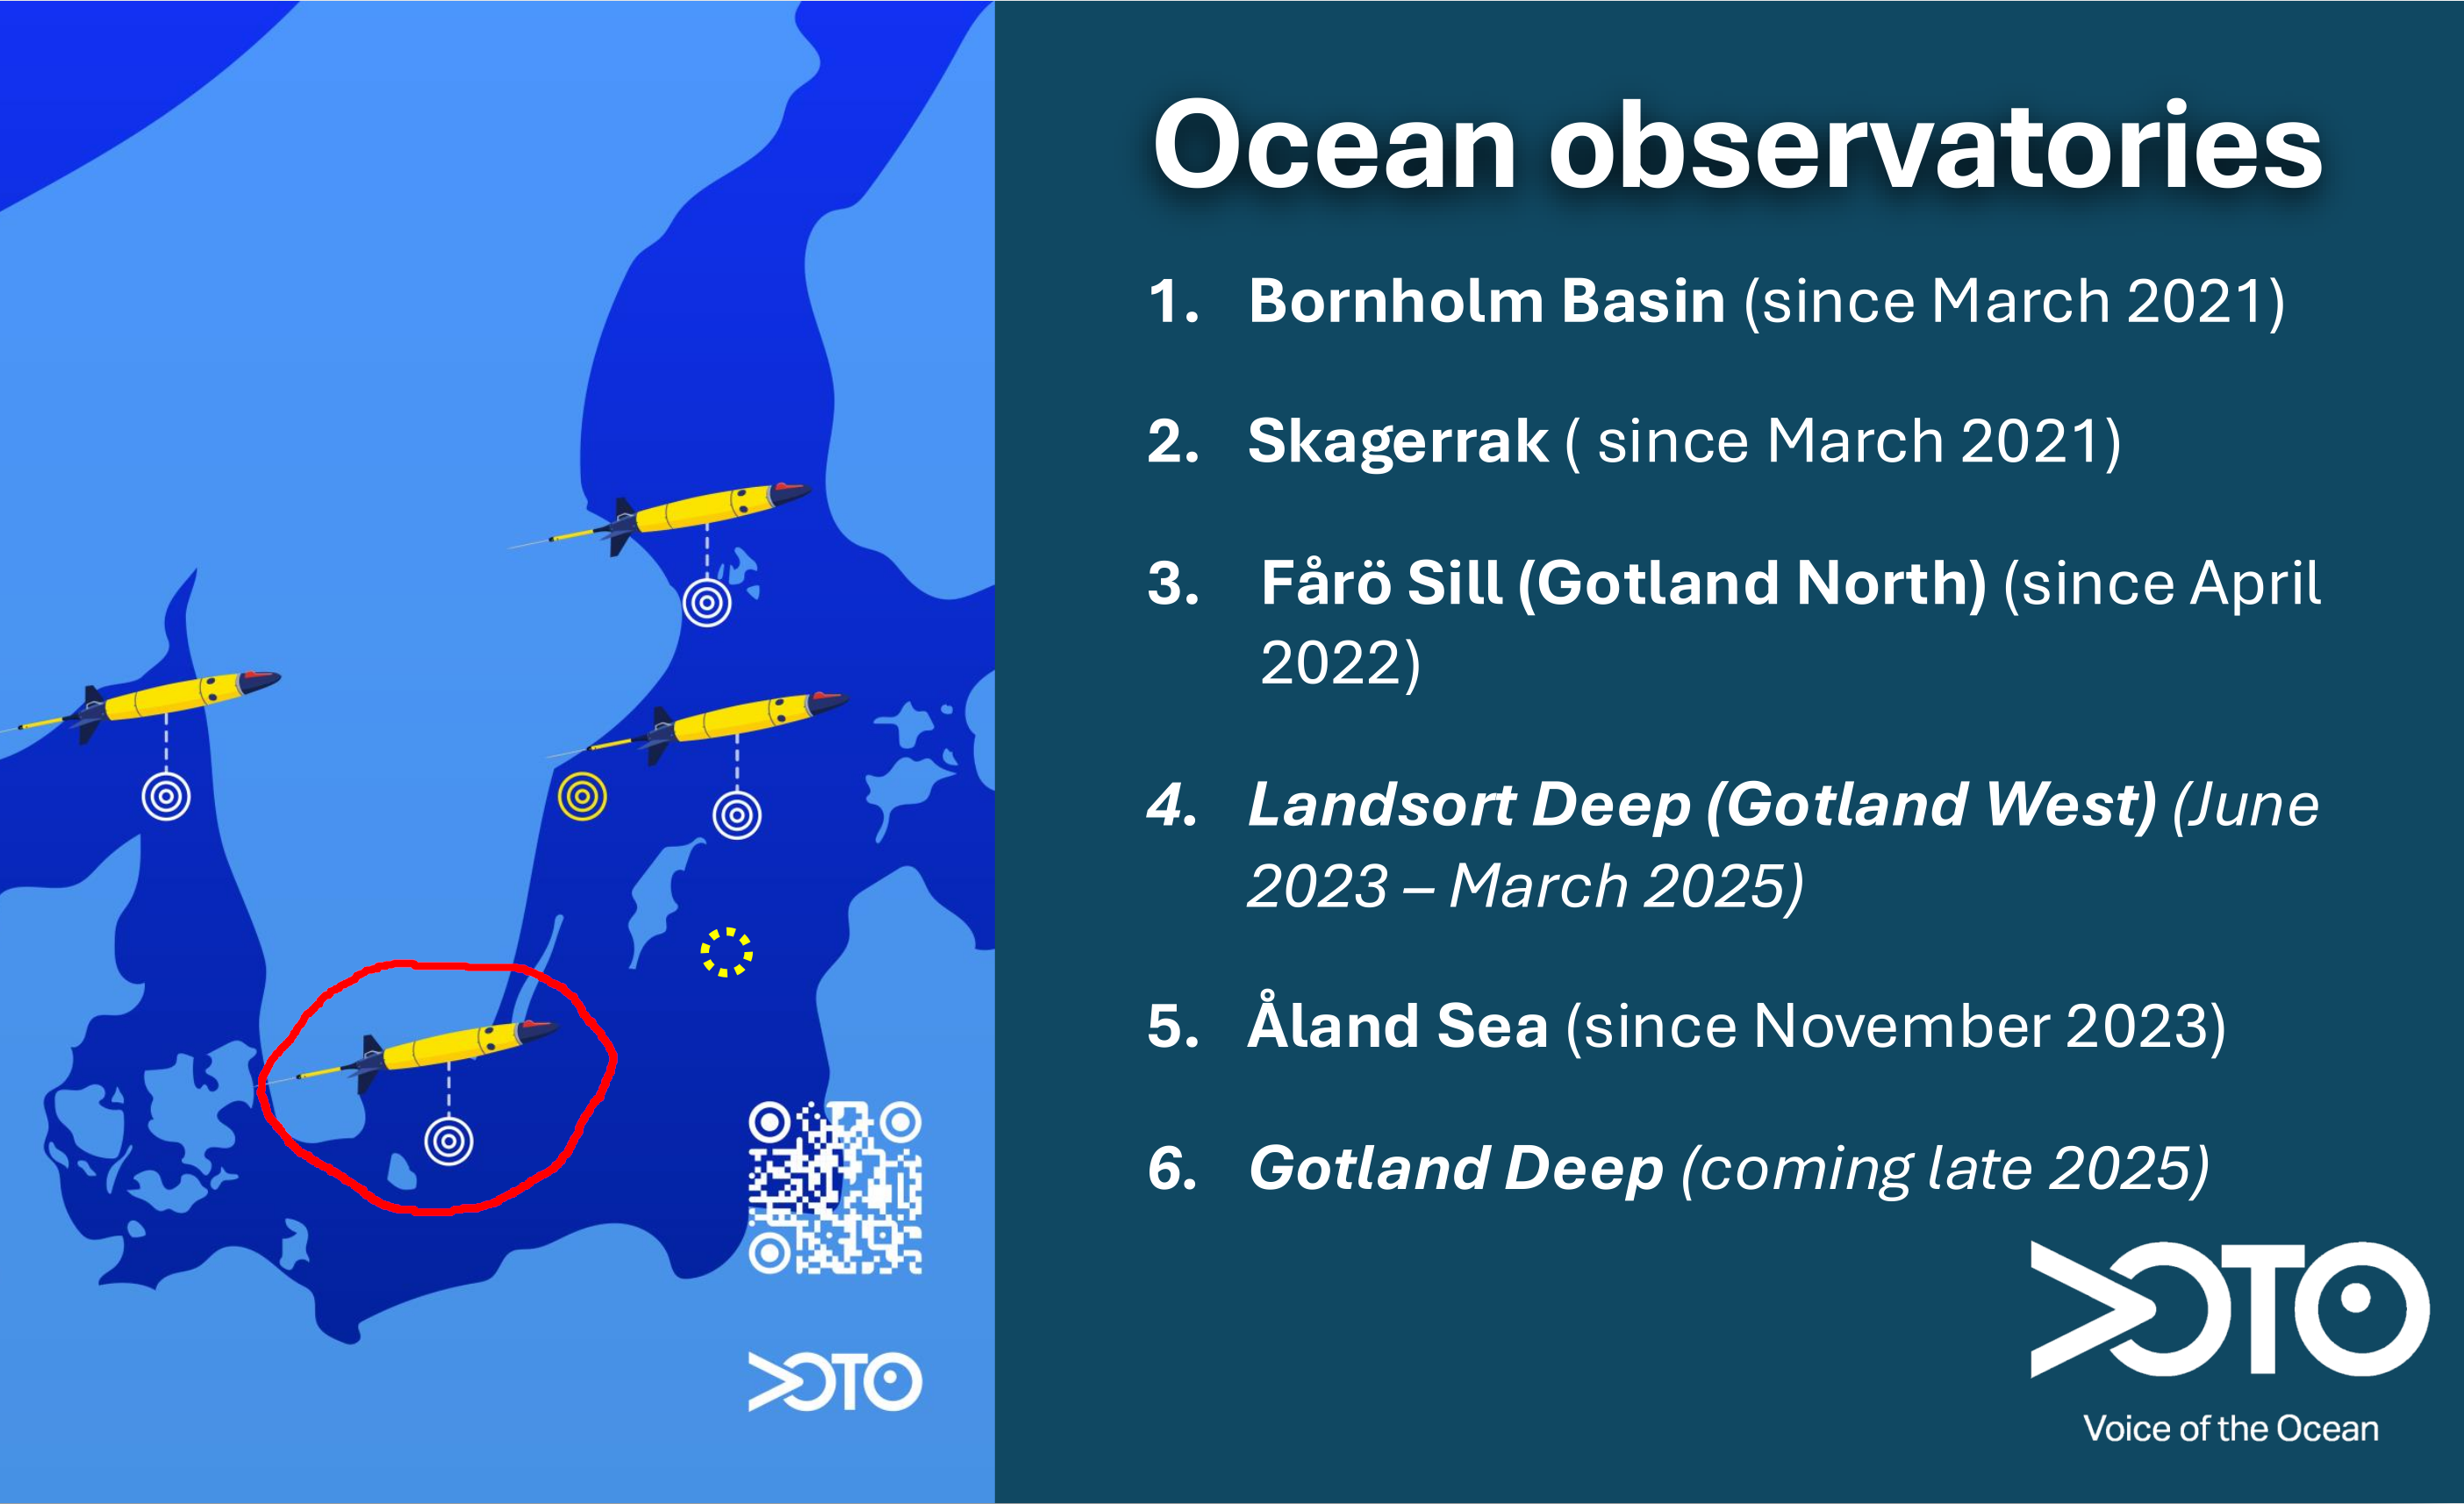 Ocean observatories
1. Bornholm Basin (since March 2021)
2. Skagerrak ( since March 2021)
3. Fårö Sill (Gotland North) (since April
2022)
4. Landsort Deep (Gotland West) (June
2023 – March 2025)
5. Åland Sea (since November 2023)
6. Gotland Deep (coming late 2025)
VOTO
VOTO
Voice of the Ocean